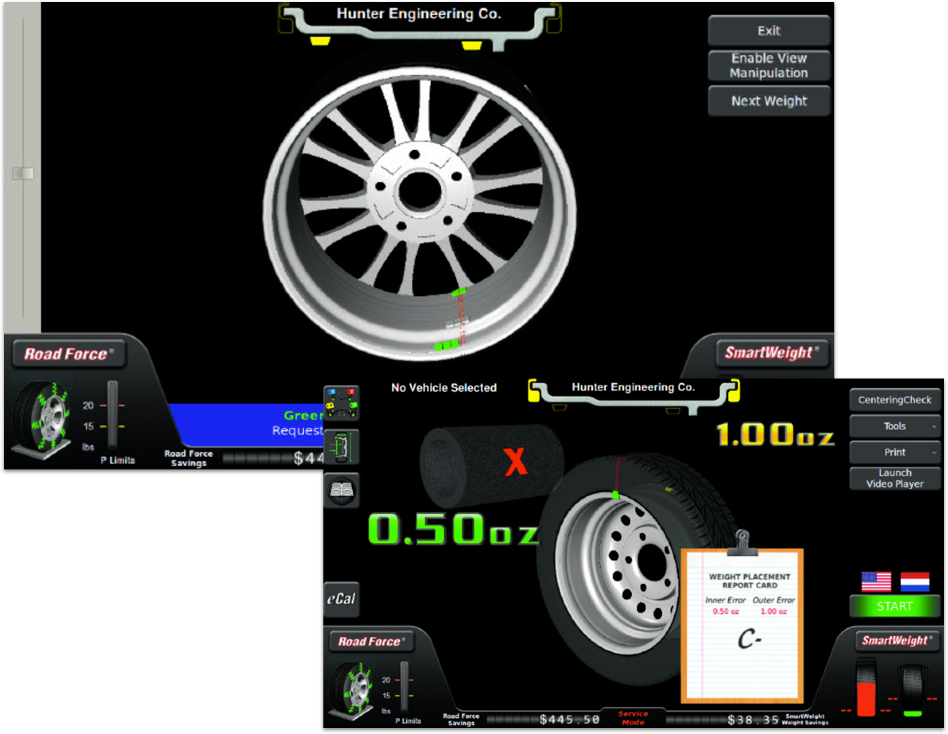 Hunter Engineering Co.
Exit
Enable View
Manipulation
Next Weight
Road Force®
SmartWeight®
20
15
lbs
P Limits
Green
Request
Road Force
Savings
$44
No Vehicle Selected
Hunter Engineering Co.
CenteringCheck
Tools
Print
Launch
Video Player
1.00oz
X
0.50oz
WEIGHT PLACEMENT
REPORT CARD
Inner Error Outer Error
0.50 oz 1.00 oz
C-
eCal
START
Road Force®
SmartWeight®
20
15
lbs
P Limits
Road Force
Savings
$445.50
Service
Mode
$38.35
SmartWeight
Weight Savings